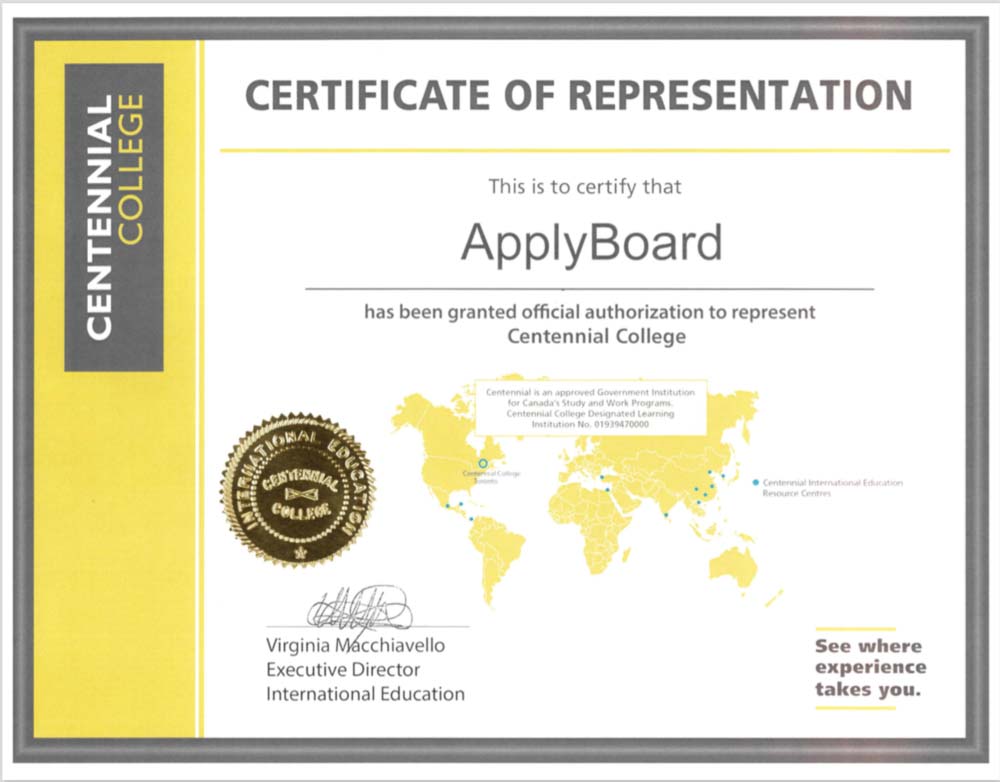 CENTENNIAL
COLLEGE
CERTIFICATE OF REPRESENTATION
This is to certify that
ApplyBoard
has been granted official authorization to represent
Centennial College
Centennial is an approved Government Institution
for Canada's Study and Work Programs.
Centennial College Designated Learning
Institution No. 01939470000
Centennial College
Toronto
Centennial International Education
Resource Centres
INTERNATIONAL EDUCATION
CENTENNIAL
COLLEGE
Virginia Macchiavello
Executive Director
International Education
See where
experience
takes you.